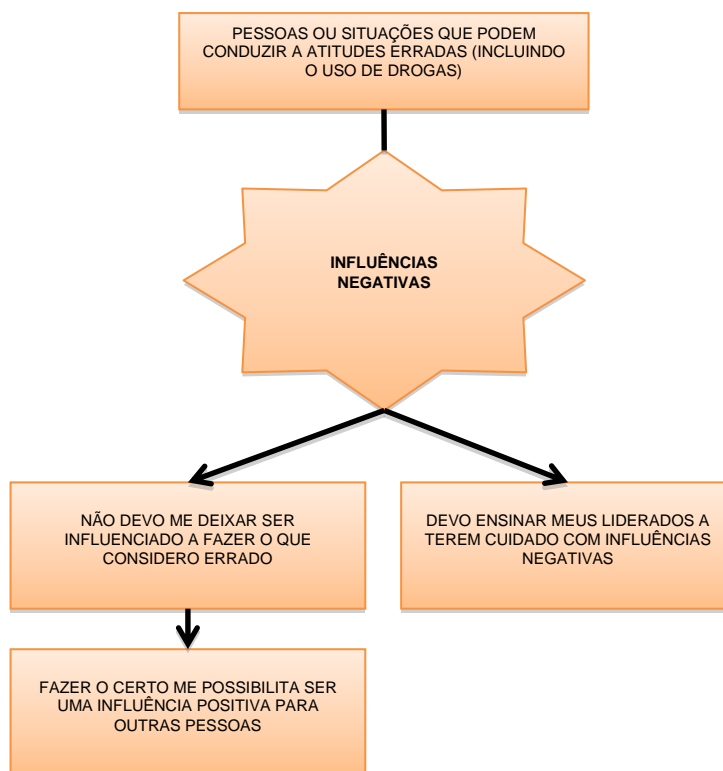 PESSOAS OU SITUAÇÕES QUE PODEM
CONDUZIR A ATITUDES ERRADAS (INCLUINDO
O USO DE DROGAS)
INFLUÊNCIAS
NEGATIVAS
NÃO DEVO ME DEIXAR SER
INFLUENCIADO A FAZER O QUE
CONSIDERO ERRADO
DEVO ENSINAR MEUS LIDERADOS A
TEREM CUIDADO COM INFLUÊNCIAS
NEGATIVAS
FAZER O CERTO ME POSSIBILITA SER
UMA INFLUÊNCIA POSITIVA PARA
OUTRAS PESSOAS